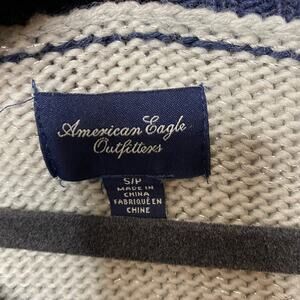 American Eagle
Outfitters
S/P
MADE IN
CHINA
FABRIQUÉ EN
CHINE